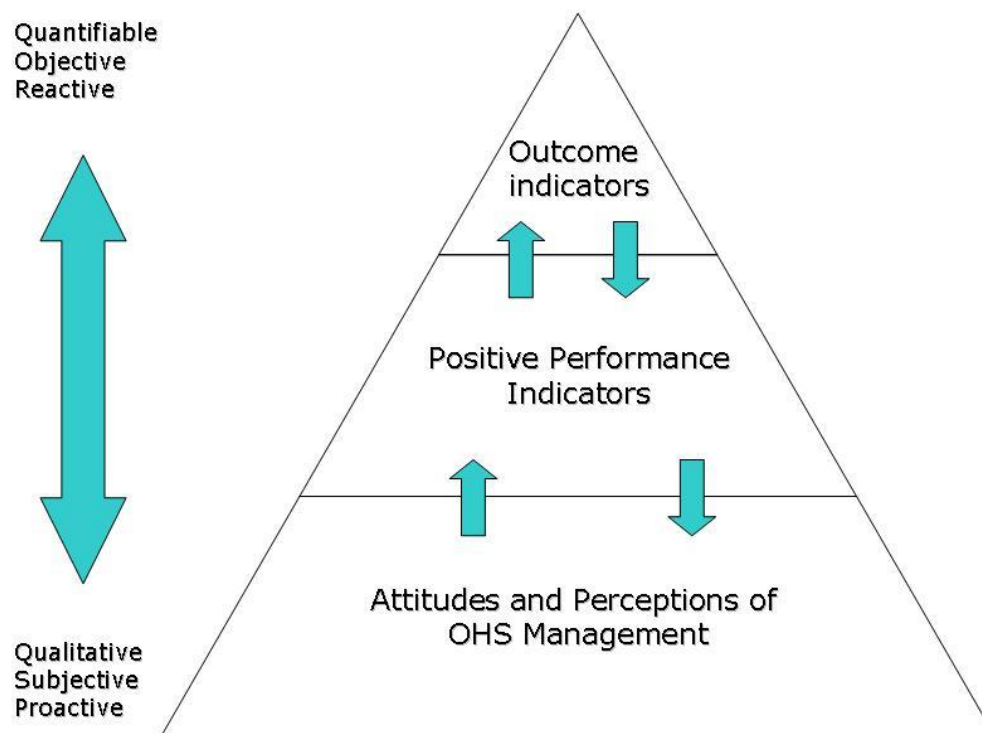 Quantifiable
Objective
Reactive
Outcome
indicators
Positive Performance
Indicators
Attitudes and Perceptions of
OHS Management
Qualitative
Subjective
Proactive